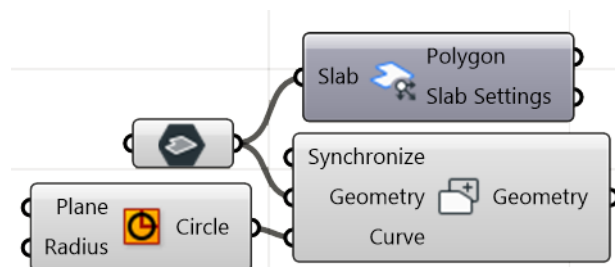 Slab
Polygon
Slab Settings
Synchronize
Geometry
Geometry
Curve
Plane
Radius
Circle